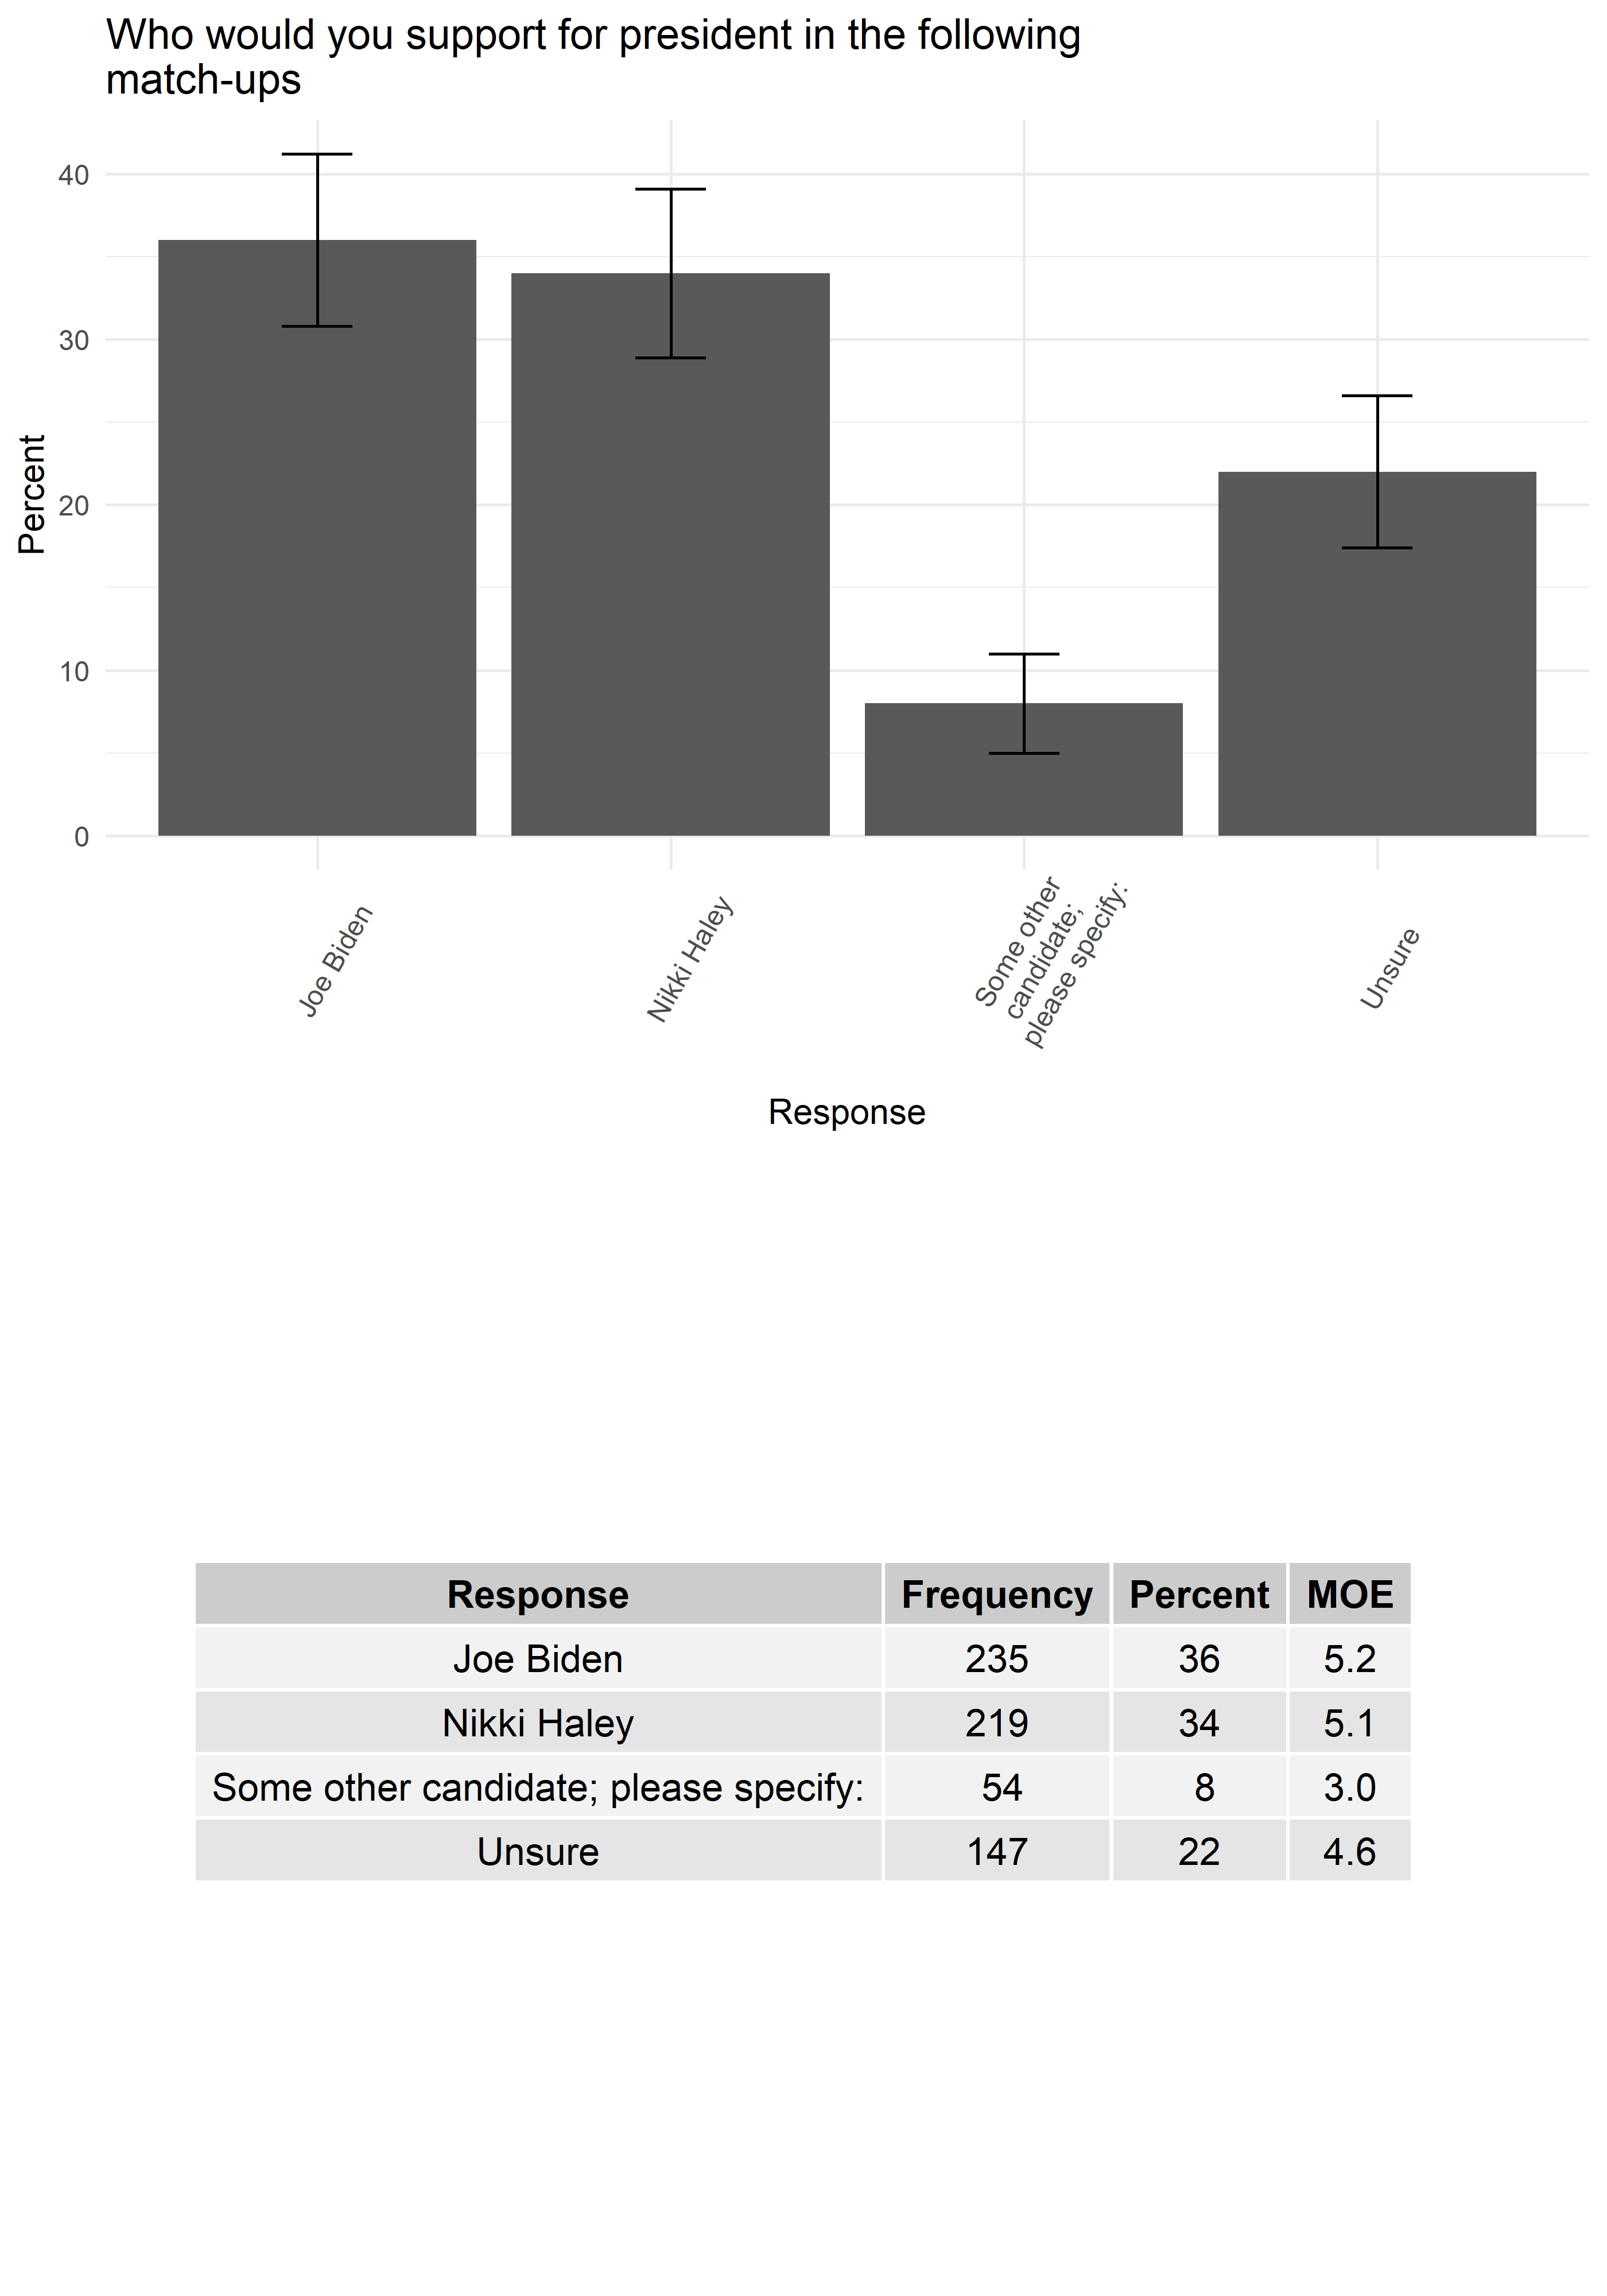 Who would you support for president in the following
match-ups
40
30
20
10
0
Percent
Joe Biden
Nikki Haley
Some other
candidate;
please specify:
Unsure
Response
Response Frequency Percent MOE
Joe Biden 235 36 5.2
Nikki Haley 219 34 5.1
Some other candidate; please specify: 54 8 3.0
Unsure 147 22 4.6